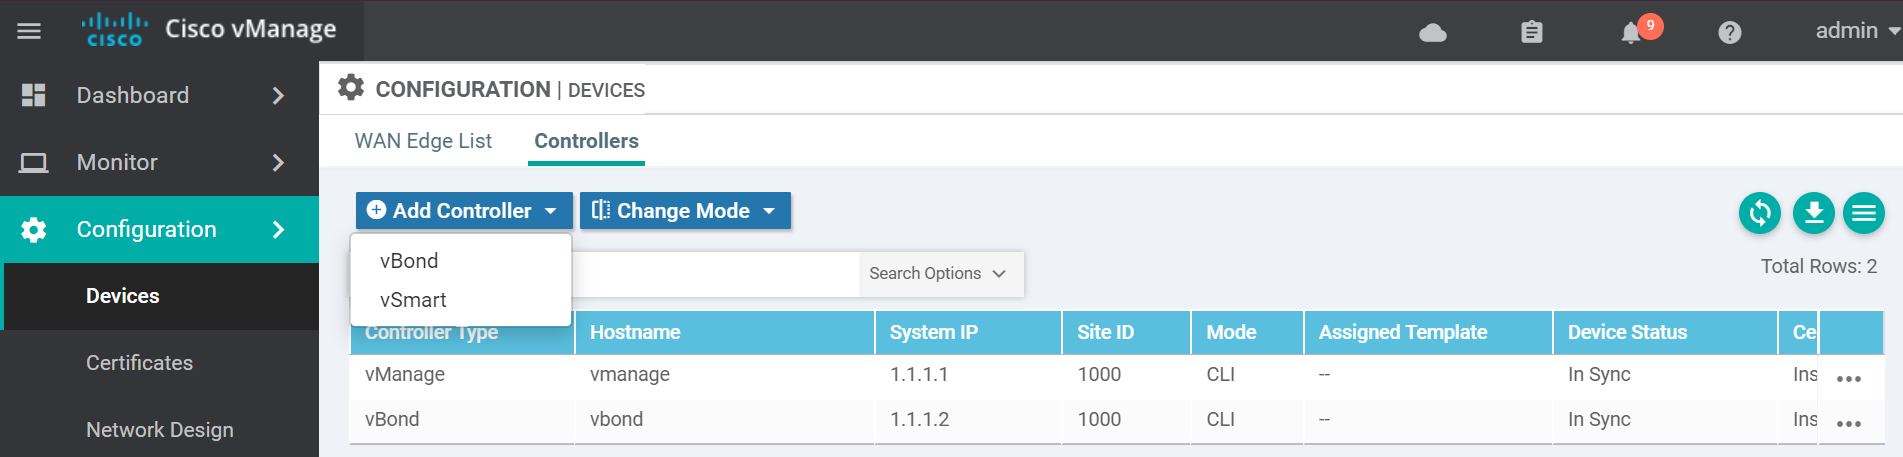 CISCO Cisco vManage 9 admin
Dashboard
Monitor
Configuration
Devices
Certificates
Network Design
CONFIGURATION | DEVICES
WAN Edge List Controllers
Add Controller Change Mode
vBond
vSmart
Search Options
Total Rows: 2
Controller Type Hostname System IP Site ID Mode Assigned Template Device Status Ce
vManage vmanage 1.1.1.1 1000 CLI -- In Sync Ins ...
vBond vbond 1.1.1.2 1000 CLI -- In Sync Ins ...